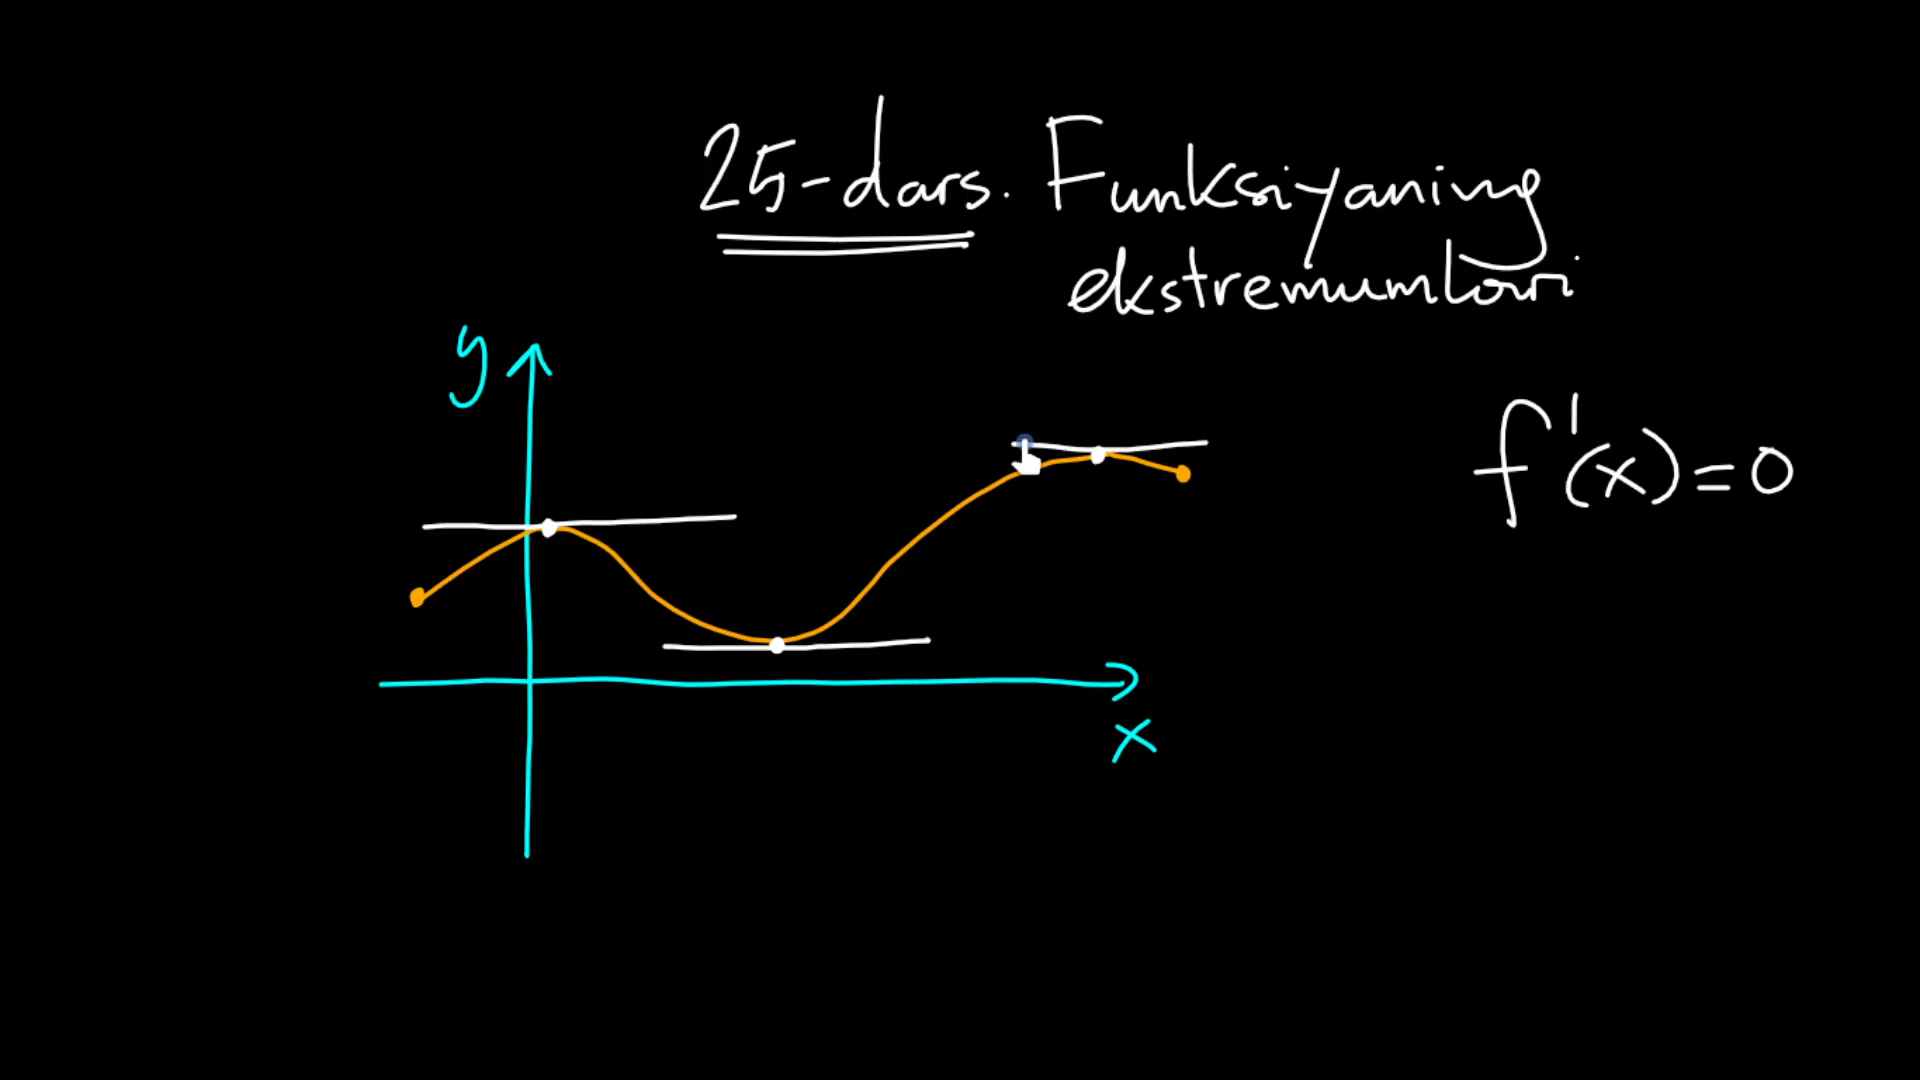 25-dars. Funksiyaning
ekstremumlari
y
f'(x)=0
x